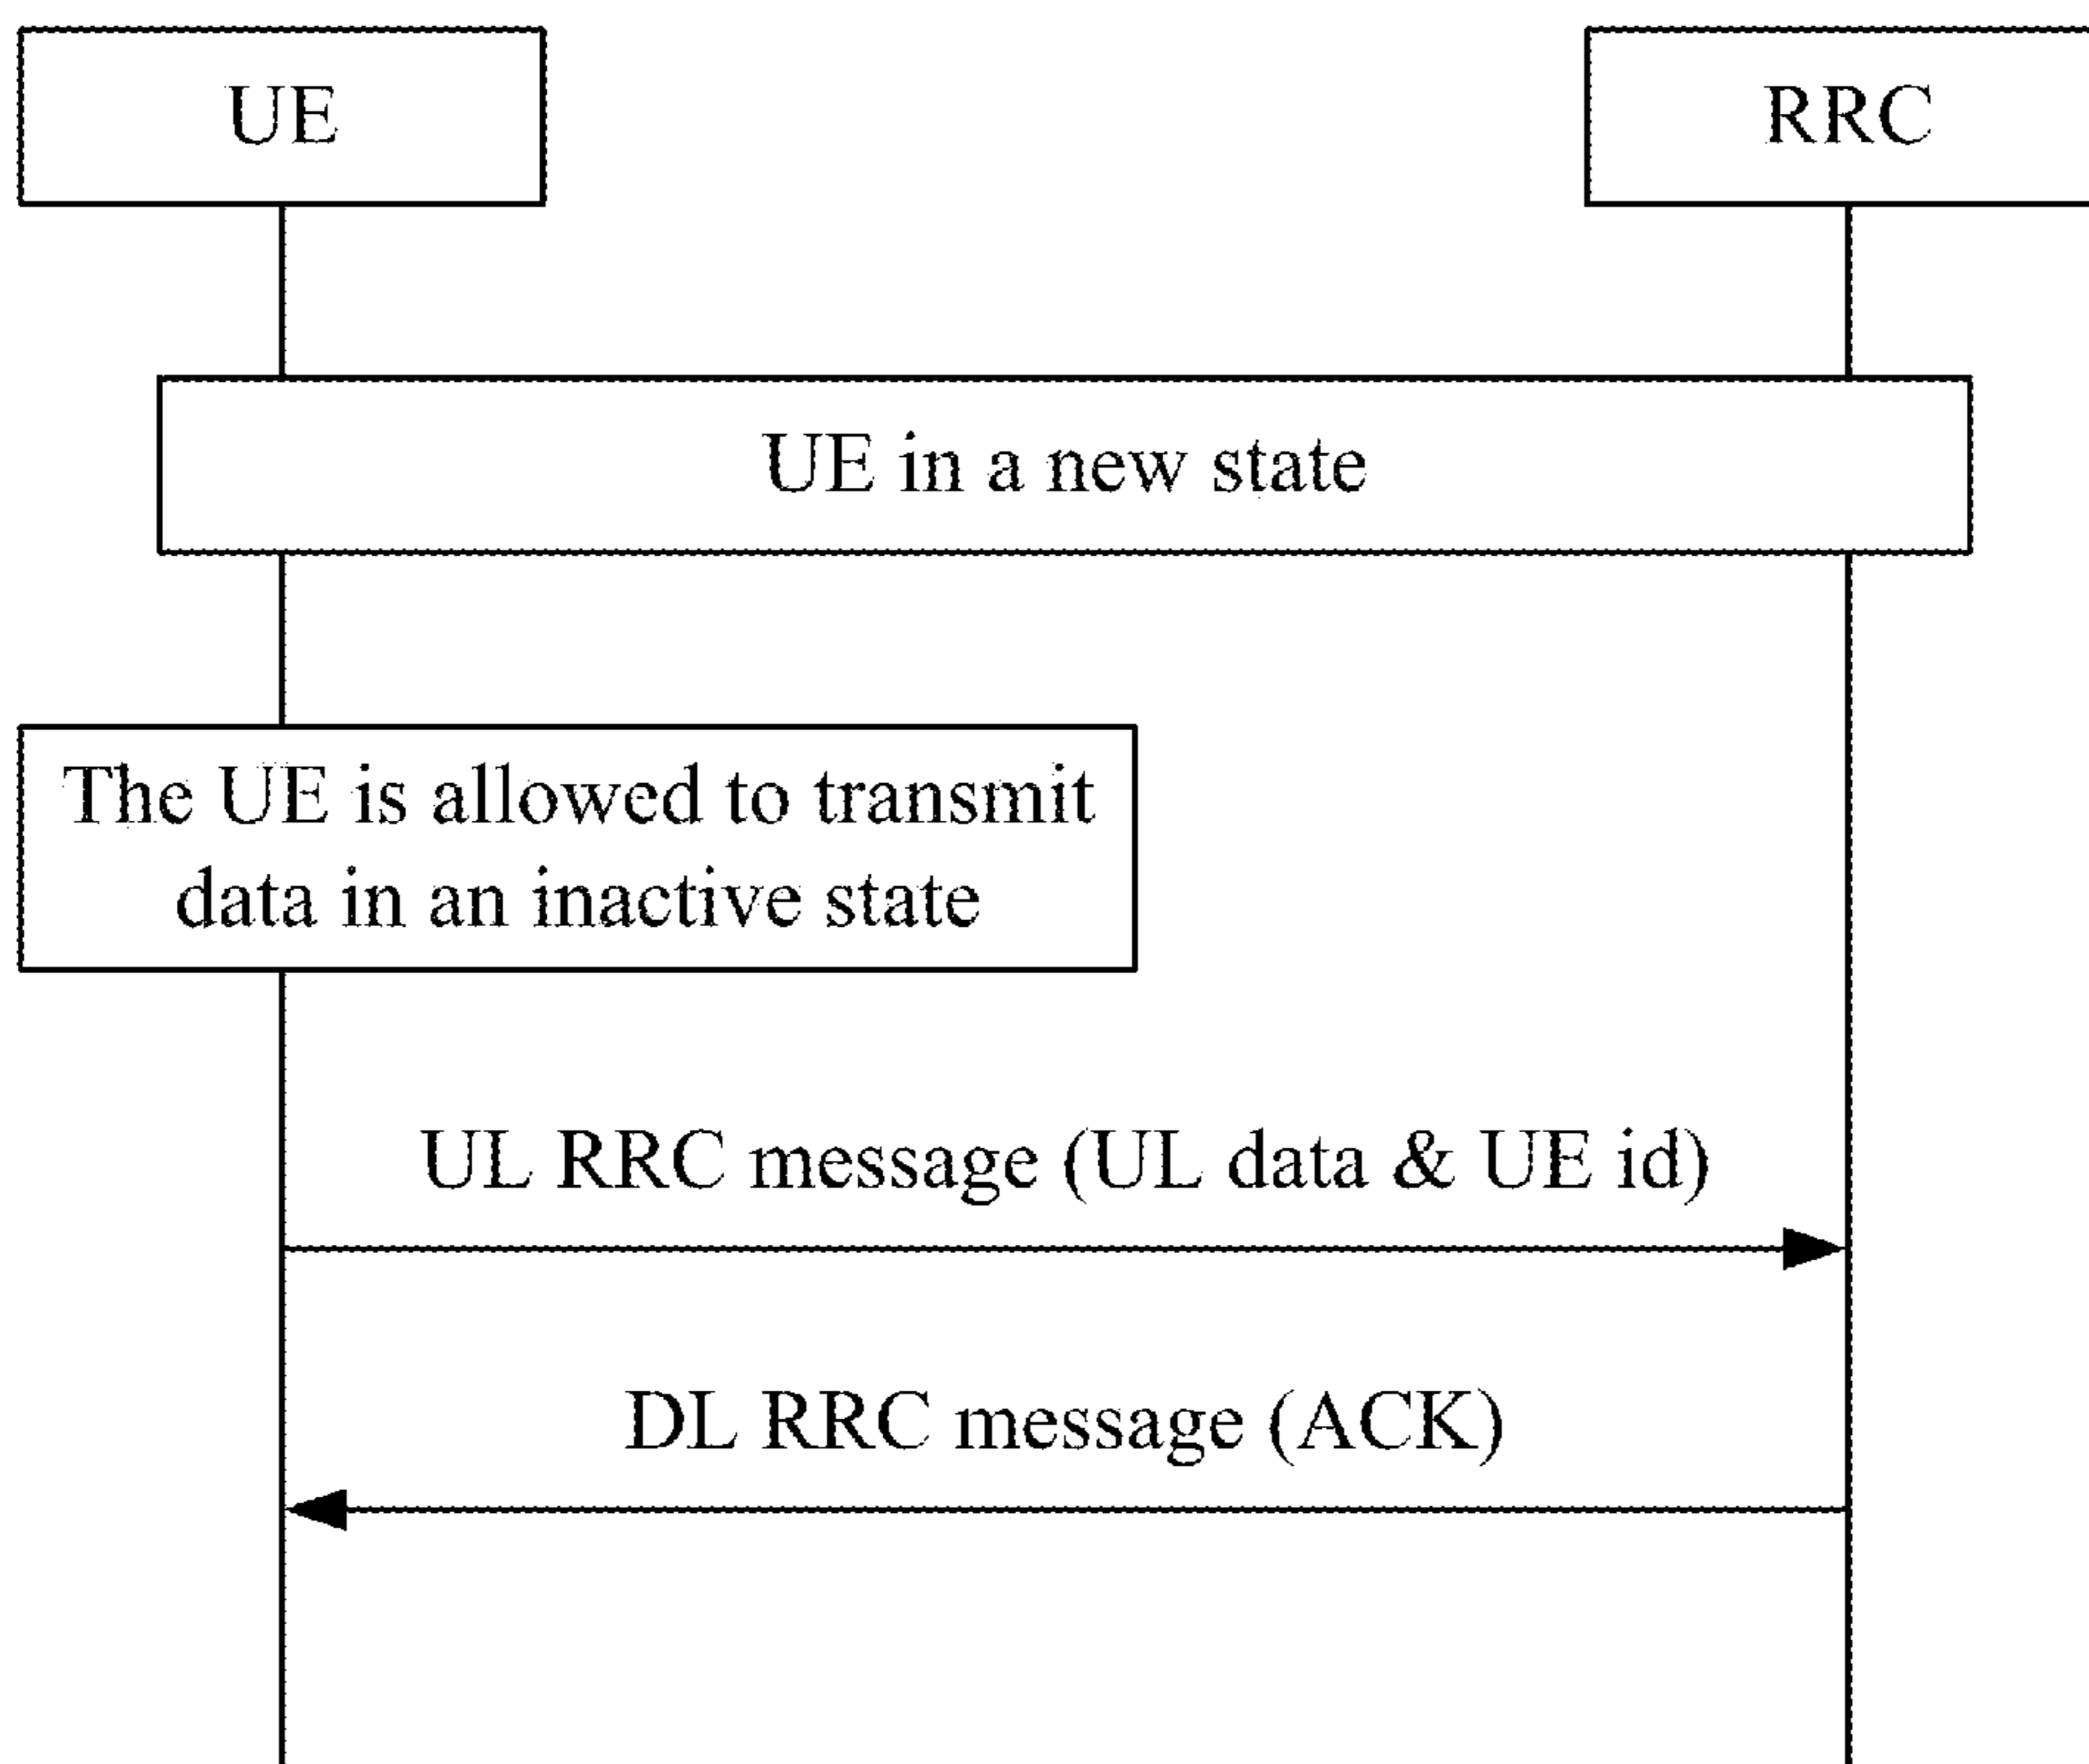 UE
RRC
UE in a new state
The UE is allowed to transmit
data in an inactive state
UL RRC message (UL data & UE id)
DL RRC message (ACK)